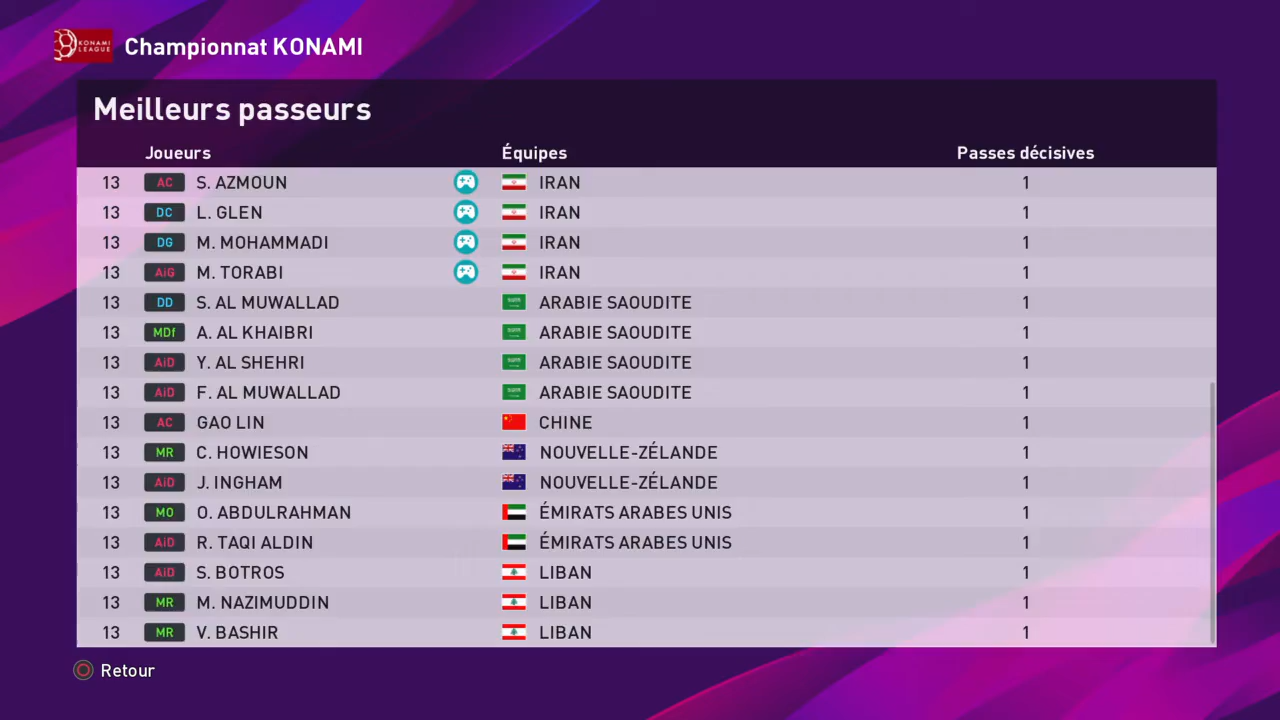 KONAMI LEAGUE Championnat KONAMI
Meilleurs passeurs
Joueurs Équipes Passes décisives
13 AC S. AZMOUN IRAN 1
13 DC L. GLEN IRAN 1
13 DG M. MOHAMMADI IRAN 1
13 AiG M. TORABI IRAN 1
13 DD S. AL MUWALLAD ARABIE SAOUDITE 1
13 MDf A. AL KHAIBRI ARABIE SAOUDITE 1
13 AiD Y. AL SHEHRI ARABIE SAOUDITE 1
13 AiD F. AL MUWALLAD ARABIE SAOUDITE 1
13 AC GAO LIN CHINE 1
13 MR C. HOWIESON NOUVELLE-ZÉLANDE 1
13 AiD J. INGHAM NOUVELLE-ZÉLANDE 1
13 MO O. ABDULRAHMAN ÉMIRATS ARABES UNIS 1
13 AiD R. TAQI ALDIN ÉMIRATS ARABES UNIS 1
13 AiD S. BOTROS LIBAN 1
13 MR M. NAZIMUDDIN LIBAN 1
13 MR V. BASHIR LIBAN 1
Retour